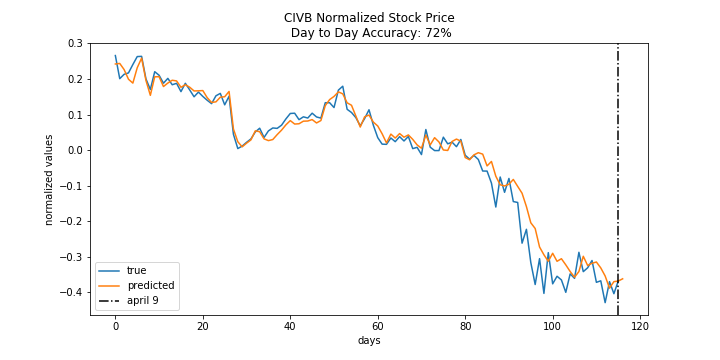 CIVB Normalized Stock Price
Day to Day Accuracy: 72%
normalized values
0.3
0.2
0.1
0.0
−0.1
−0.2
−0.3
−0.4
true
predicted
april 9
0
20
40
60
80
100
120
days